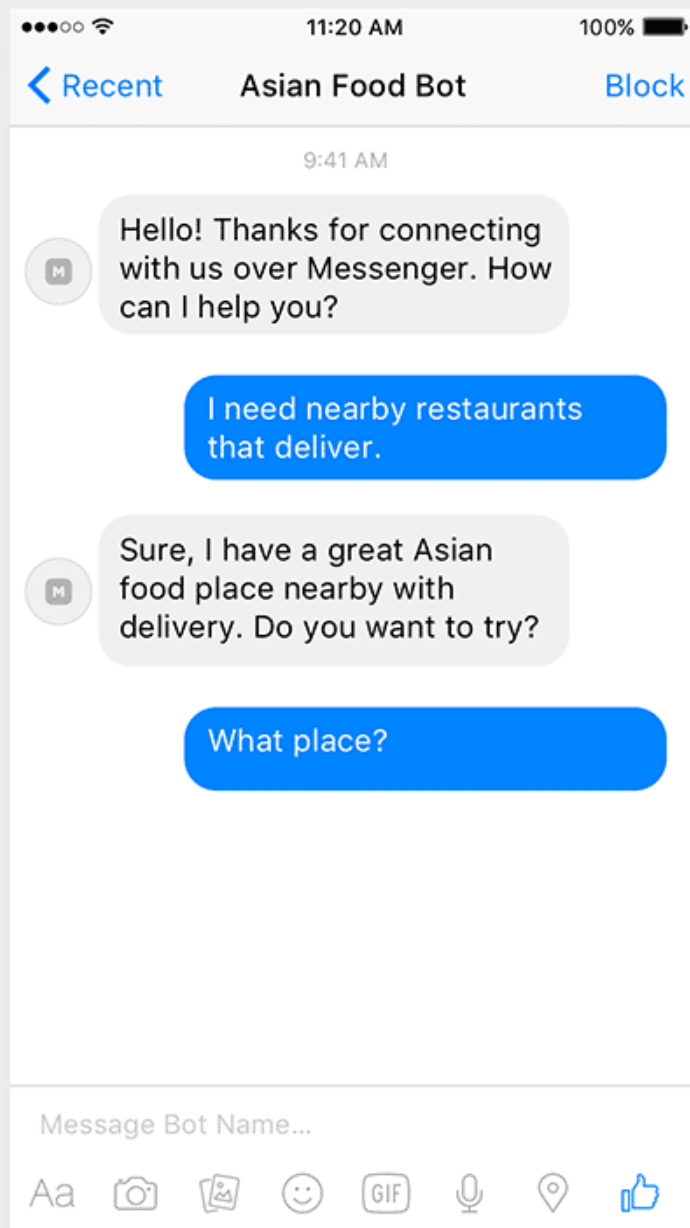 11:20 AM
100%
Recent
Asian Food Bot
Block
9:41 AM
Hello! Thanks for connecting
with us over Messenger. How
can I help you?
M
I need nearby restaurants
that deliver.
Sure, I have a great Asian
food place nearby with
delivery. Do you want to try?
M
What place?
Message Bot Name...
Aa
GIF